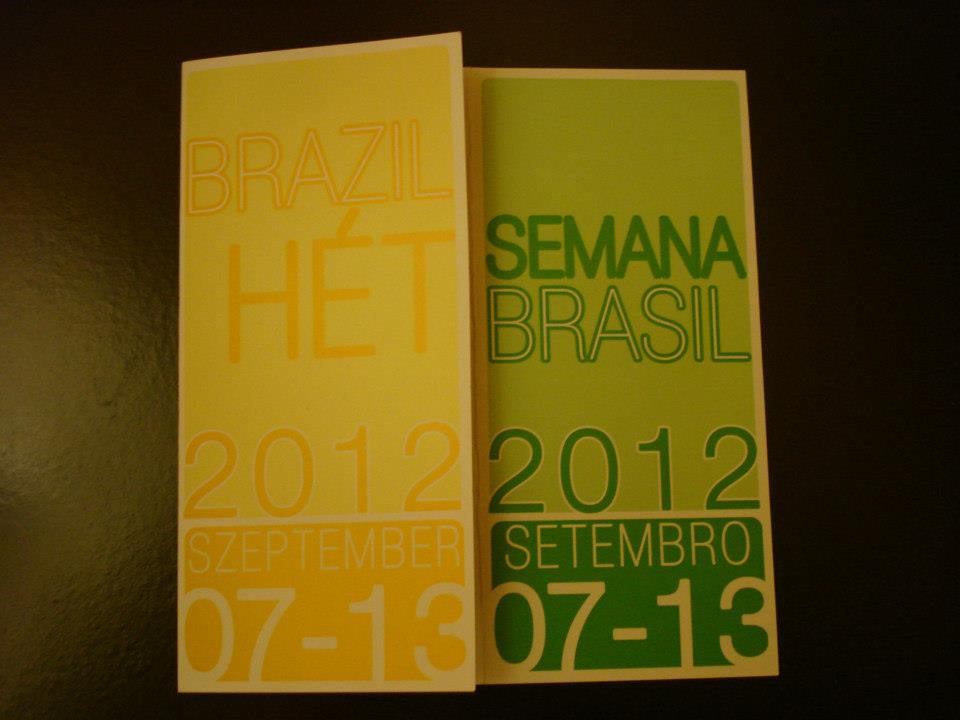 BRAZIL
HÉT
2012
SZEPTEMBER
07-13
SEMANA
BRASIL
2012
SETEMBRO
07-13